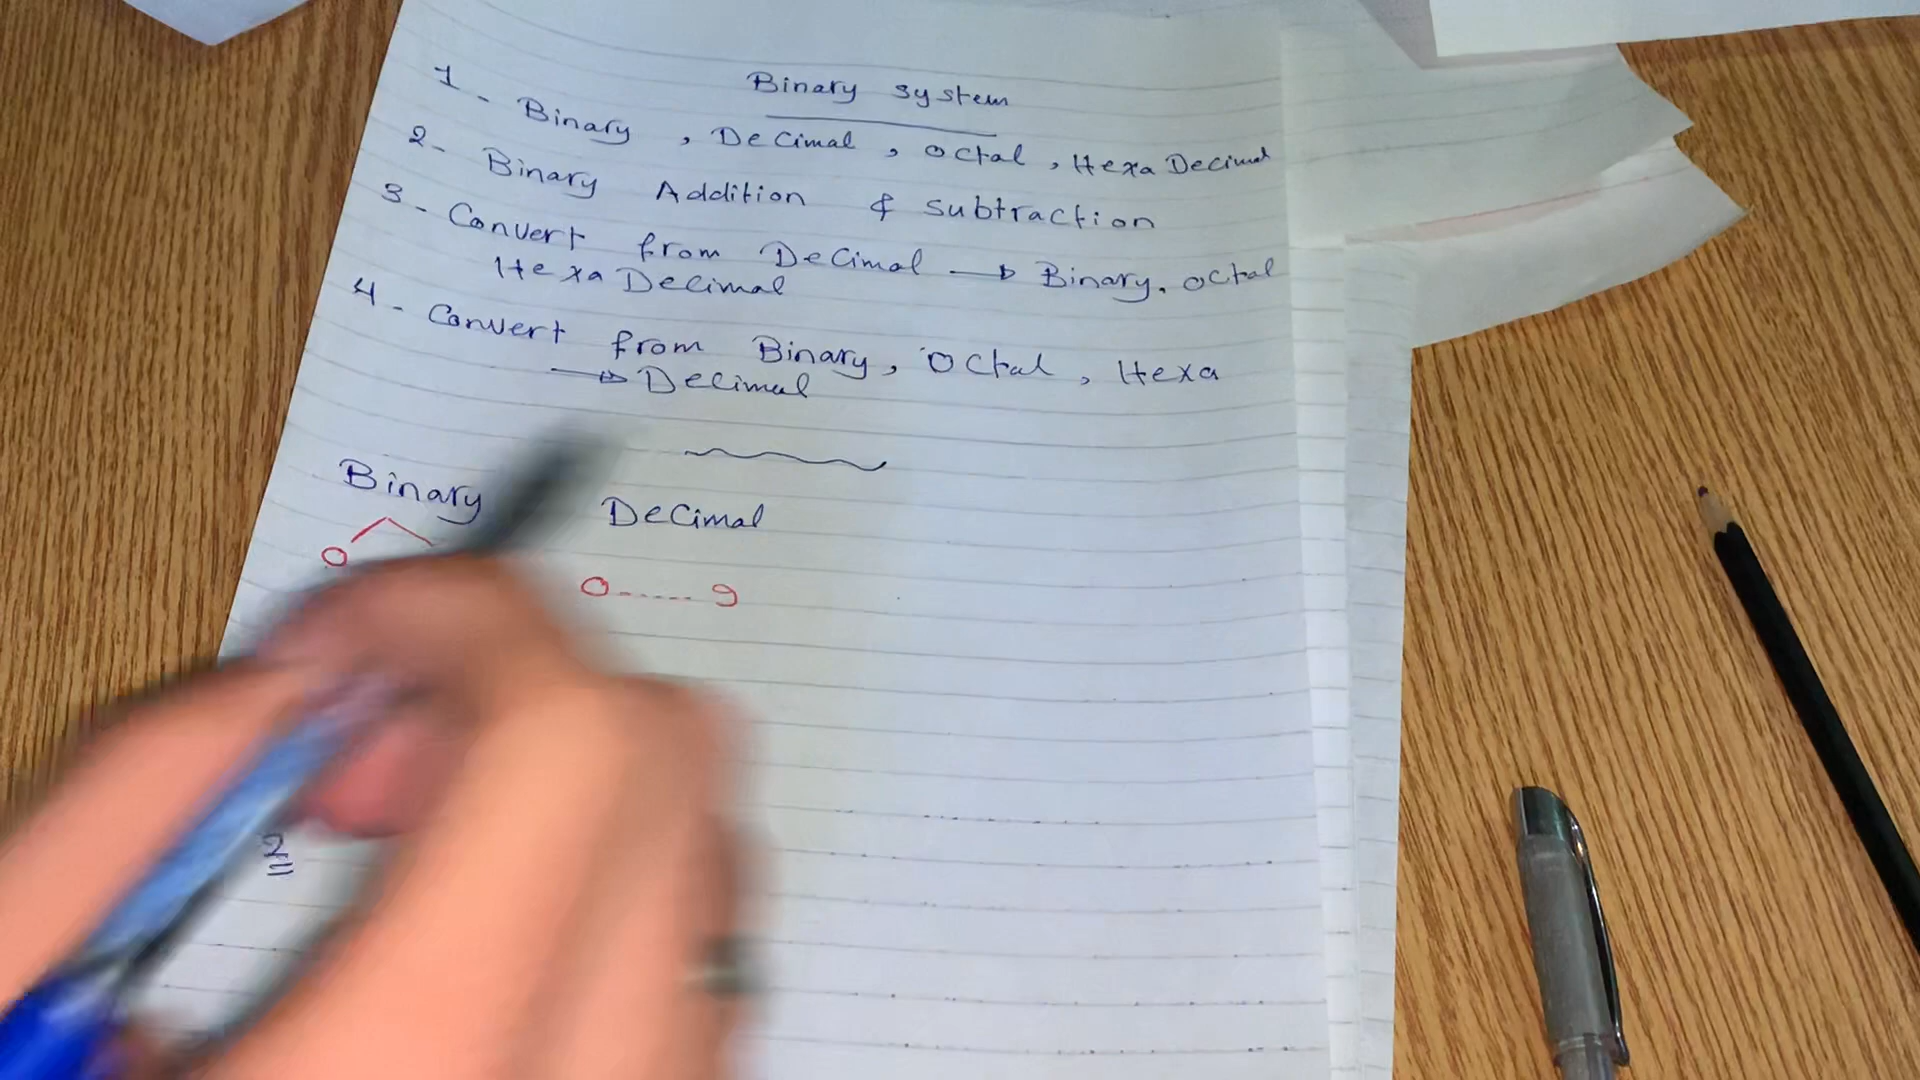 Binary system
1 - Binary , Decimal , octal , Hexa Decimal
2 - Binary Addition & subtraction
3 - Convert from Decimal → Binary, octal
Hexa Decimal
4 - Convert from Binary, Octal , Hexa
→ Decimal
Binary Decimal
0 0......9
2